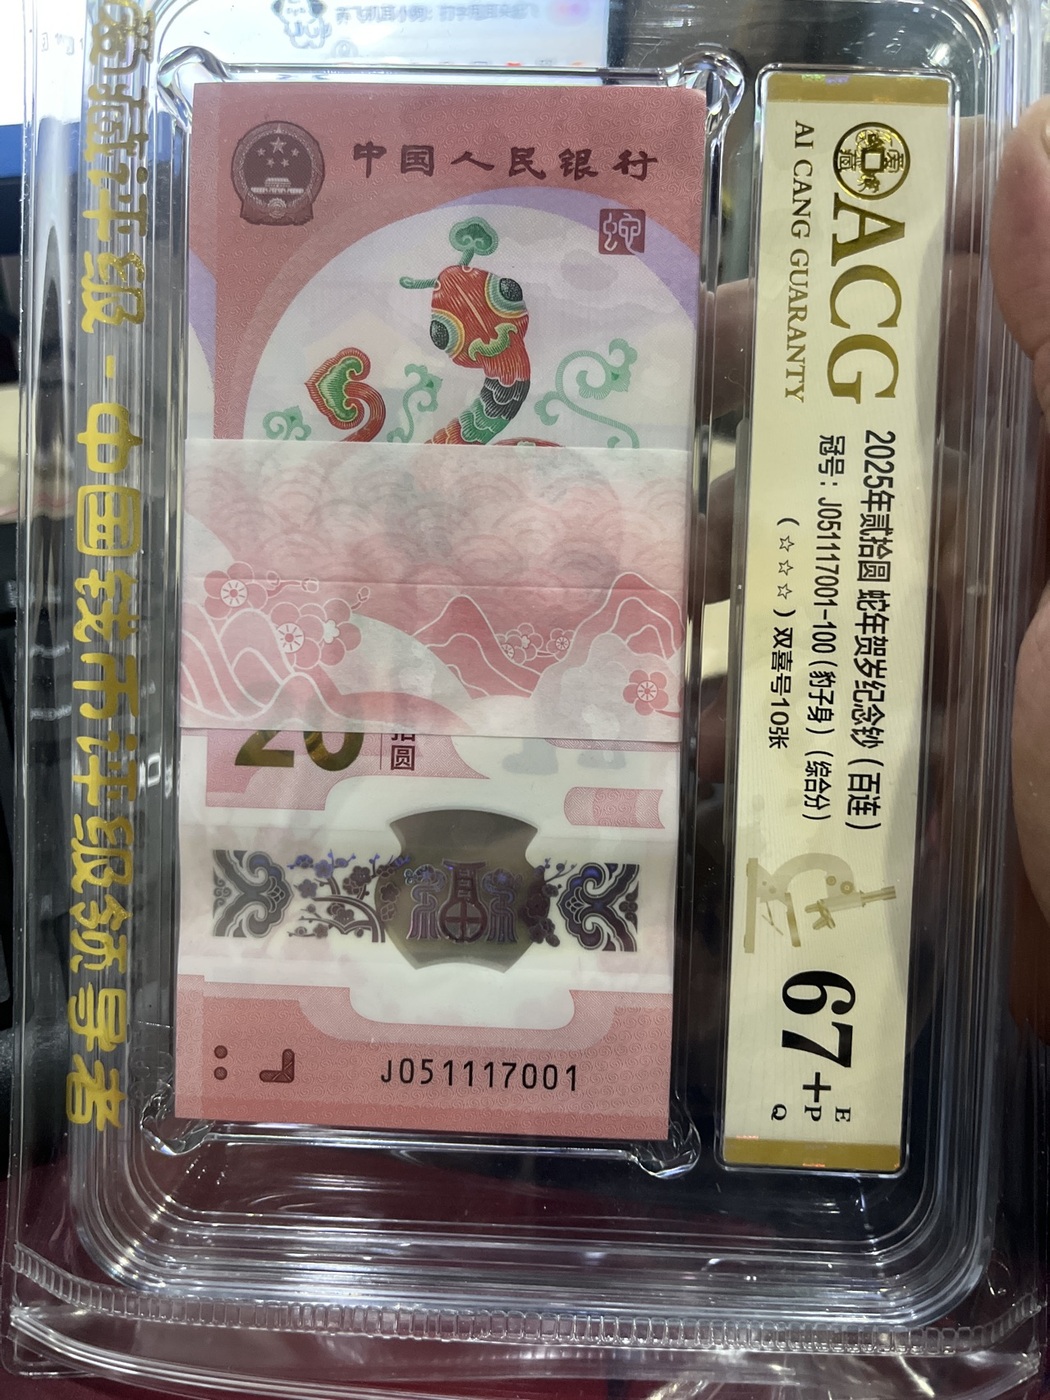 爱藏评级 - 中国钱币评级领导者
中国人民银行
20
拾圆
J051117001
ACG
AI CANG GUARANTY
2025年贰拾圆 蛇年贺岁纪念钞（百连）
冠号：J051117001-100（豹子身）（综合分）
（☆☆☆）双喜号10张
67+
E
P
Q